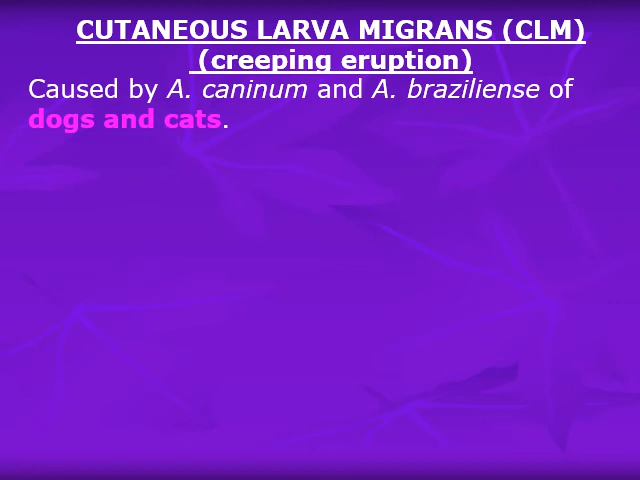 CUTANEOUS LARVA MIGRANS (CLM)
(creeping eruption)
Caused by A. caninum and A. braziliense of
dogs and cats.